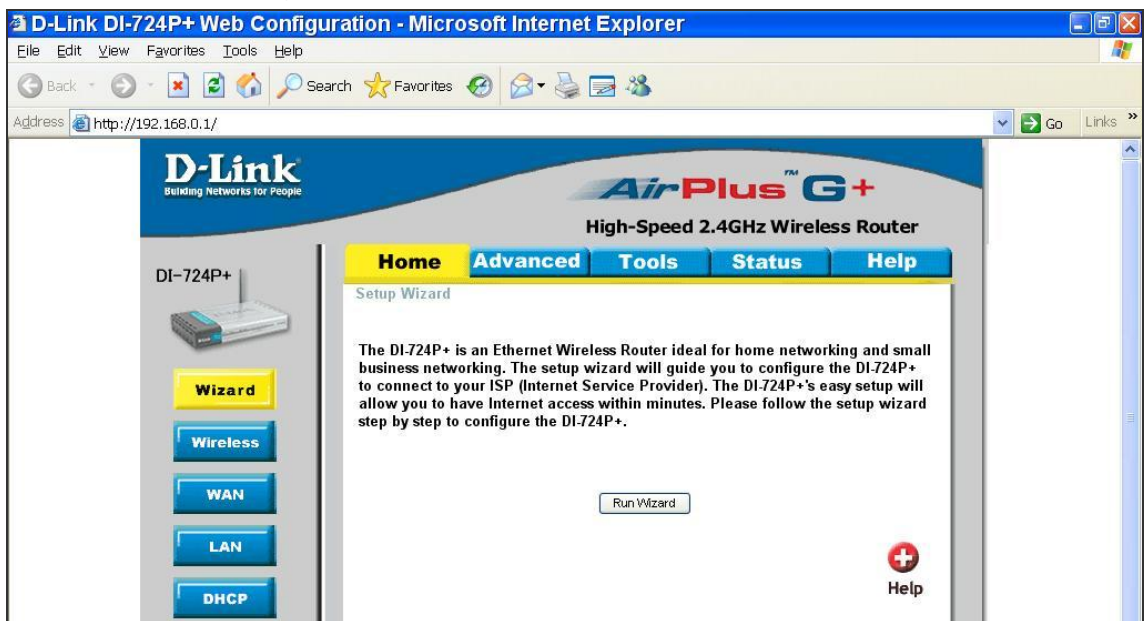 D-Link DI-724P+ Web Configuration - Microsoft Internet Explorer
File Edit View Favorites Tools Help
Back Search Favorites
Address http://192.168.0.1/ Go Links »
D-Link
Building Networks for People
AirPlus™ G+
High-Speed 2.4GHz Wireless Router
DI-724P+
Home Advanced Tools Status Help
Setup Wizard
The DI-724P+ is an Ethernet Wireless Router ideal for home networking and small
business networking. The setup wizard will guide you to configure the DI-724P+
to connect to your ISP (Internet Service Provider). The DI-724P+'s easy setup will
allow you to have Internet access within minutes. Please follow the setup wizard
step by step to configure the DI-724P+.
Wizard
Wireless
WAN
LAN
DHCP
Run Wizard
Help